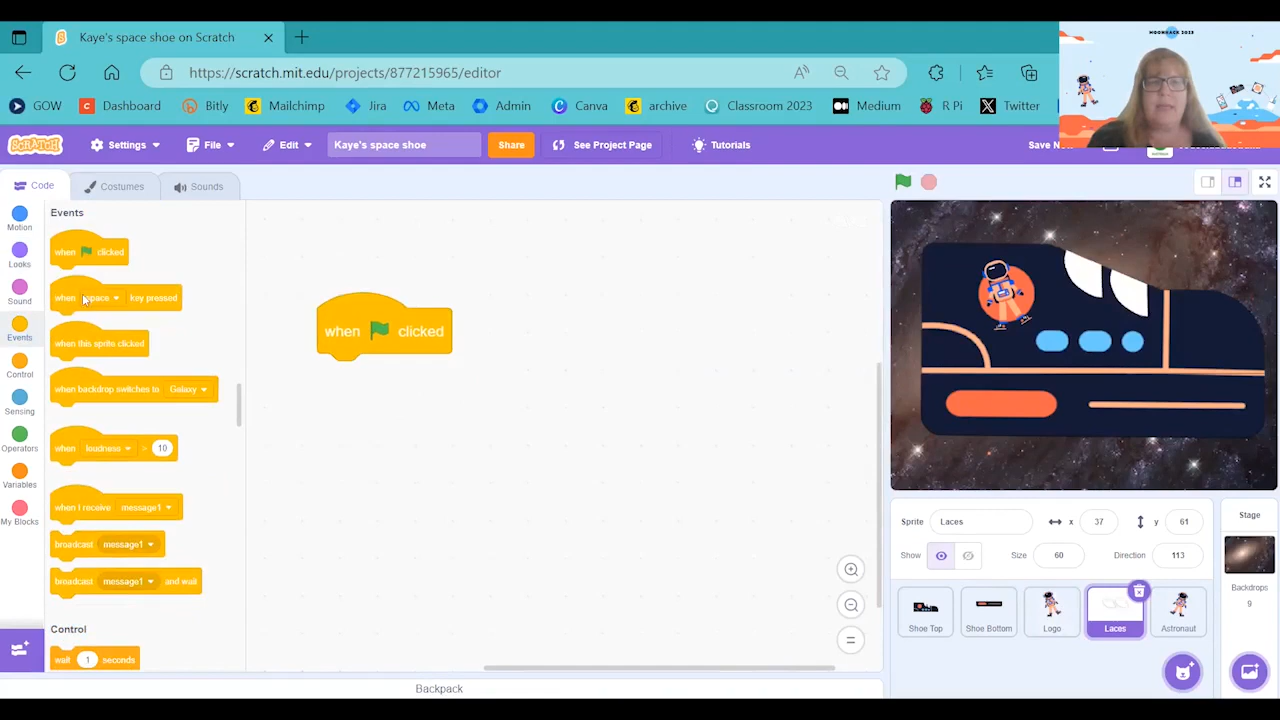 Kaye's space shoe on Scratch
MOONHACK 2023
https://scratch.mit.edu/projects/877215965/editor
GOW Dashboard Bitly Mailchimp Jira Meta Admin Canva archive Classroom 2023 Medium R Pi Twitter
SCRATCH Settings File Edit Kaye's space shoe Share See Project Page Tutorials Save Now
Code Costumes Sounds
Motion
Looks
Sound
Events
Control
Sensing
Operators
Variables
My Blocks
Events
when clicked
when space key pressed
when this sprite clicked
when backdrop switches to Galaxy
when loudness > 10
when I receive message1
broadcast message1
broadcast message1 and wait
Control
wait 1 seconds
when clicked
Sprite Laces x 37 y 61
Show Size 60 Direction 113
Shoe Top Shoe Bottom Logo Laces Astronaut
Stage
Backdrops
9
Backpack